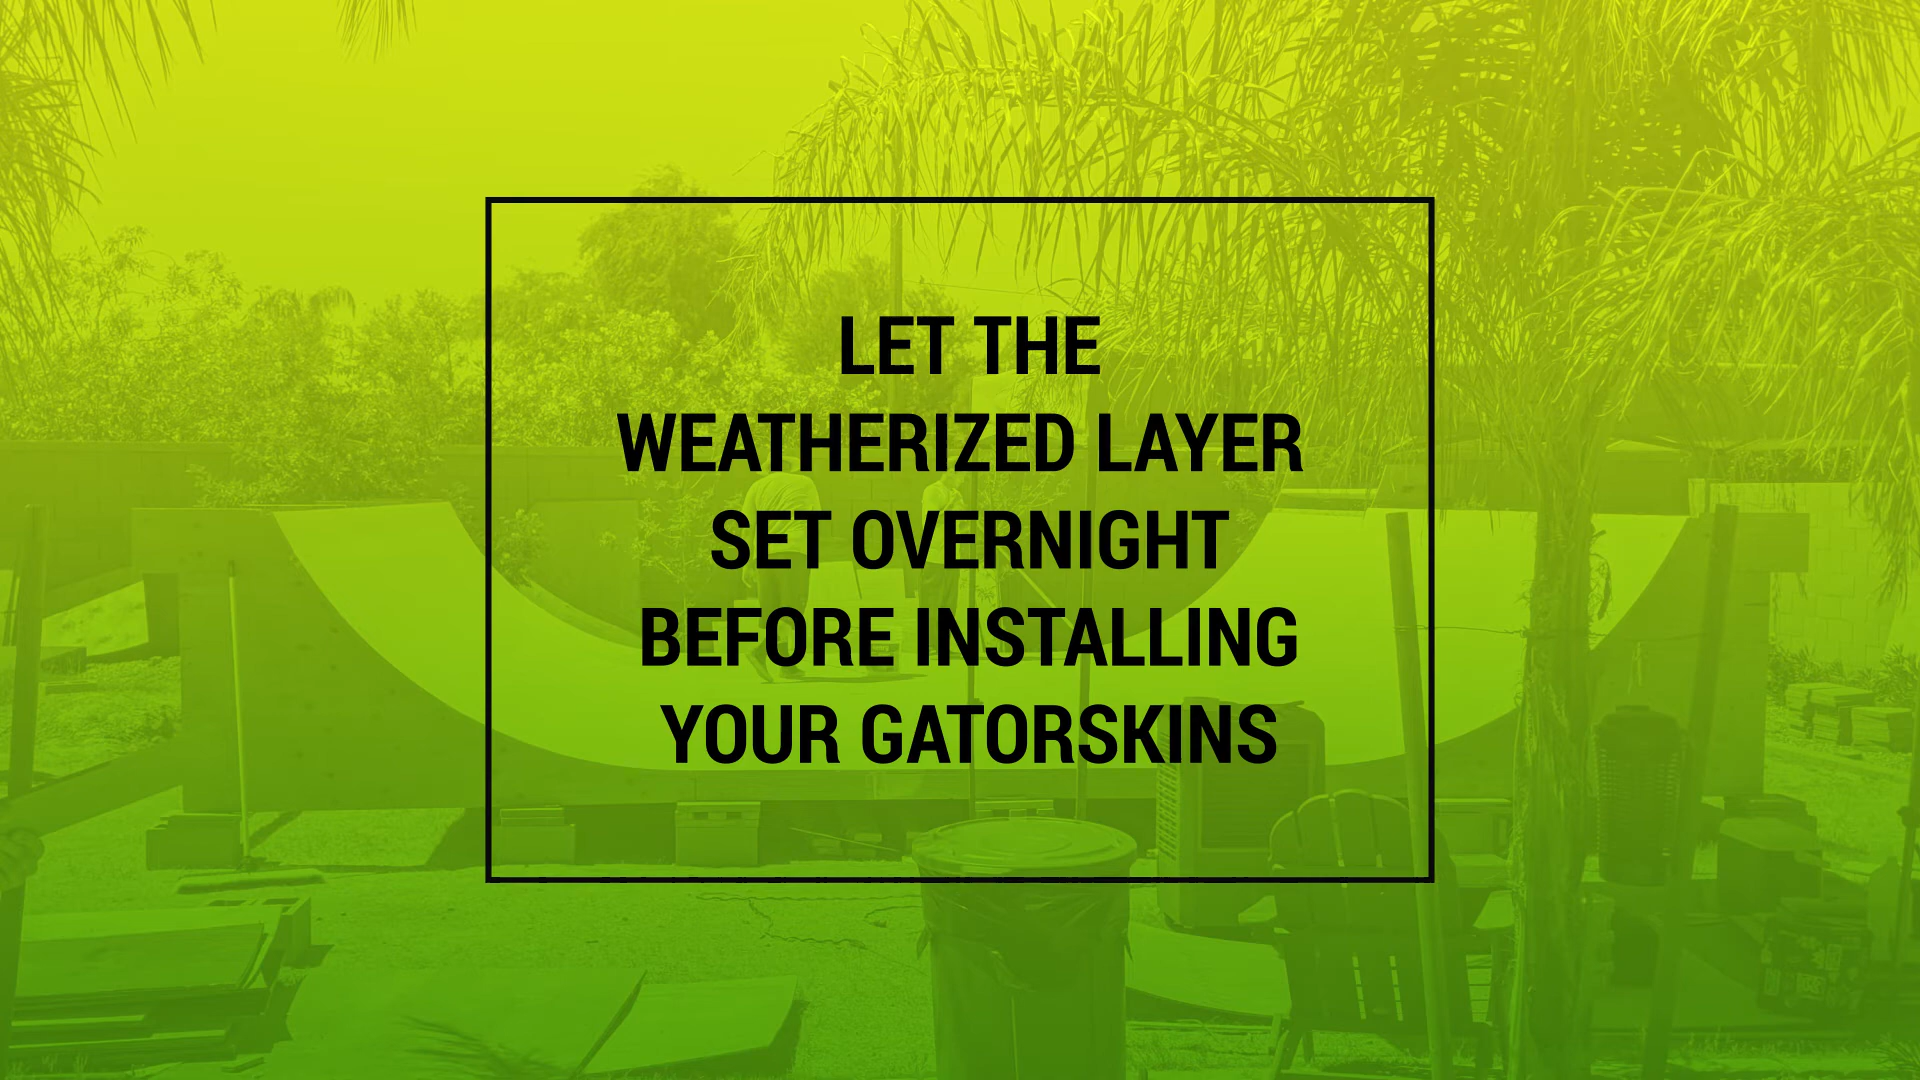 LET THE
WEATHERIZED LAYER
SET OVERNIGHT
BEFORE INSTALLING
YOUR GATORSKINS